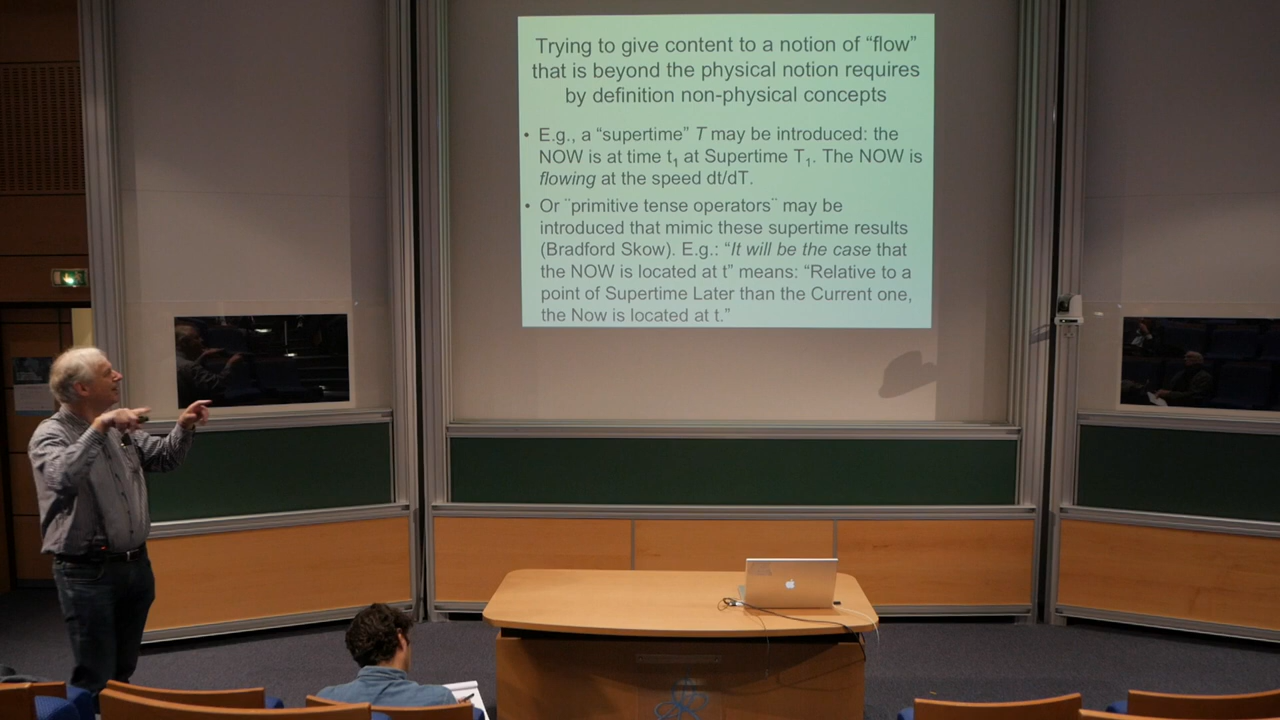 Trying to give content to a notion of “flow”
that is beyond the physical notion requires
by definition non-physical concepts
• E.g., a “supertime” T may be introduced: the
NOW is at time t₁ at Supertime T₁. The NOW is
flowing at the speed dt/dT.
• Or ¨primitive tense operators¨ may be
introduced that mimic these supertime results
(Bradford Skow). E.g.: “It will be the case that
the NOW is located at t” means: “Relative to a
point of Supertime Later than the Current one,
the Now is located at t.”